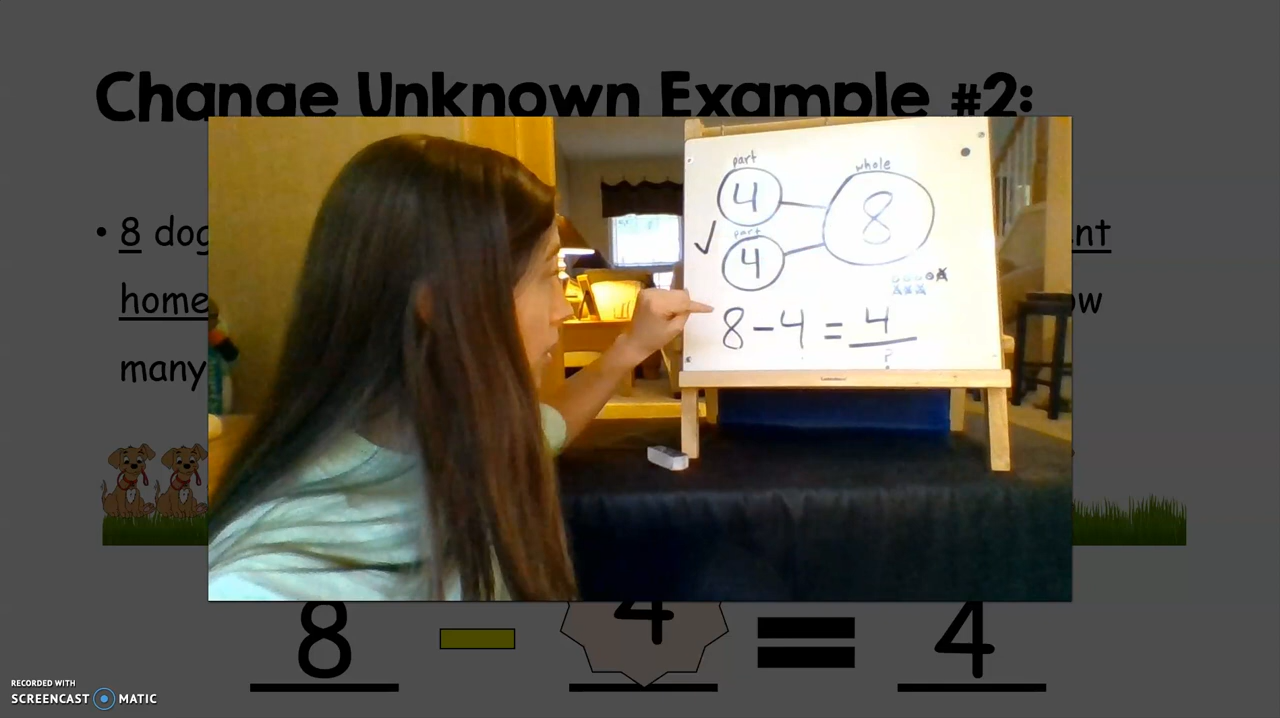 Change Unknown Example #2:
part
whole
4
8
part
4
8-4=4
?
• 8 dog
nt
home
ow
many
8 - 4 = 4
RECORDED WITH
SCREENCAST MATIC